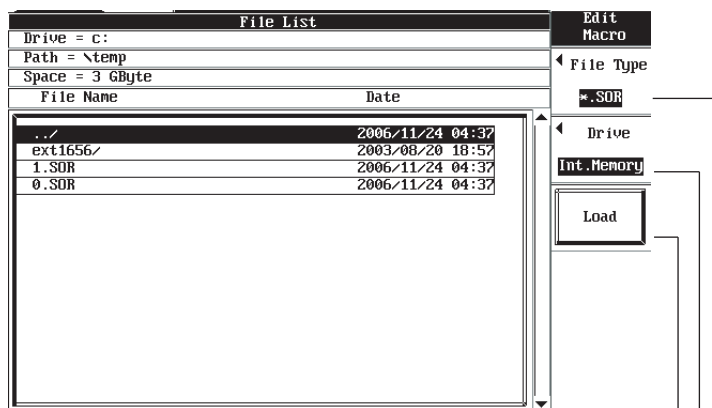 File List
Drive = c:
Path = \temp
Space = 3 GByte
File Name Date
../ 2006/11/24 04:37
ext1656/ 2003/08/20 18:57
1.SOR 2006/11/24 04:37
0.SOR 2006/11/24 04:37
Edit
Macro
File Type
*.SOR
Drive
Int.Memory
Load